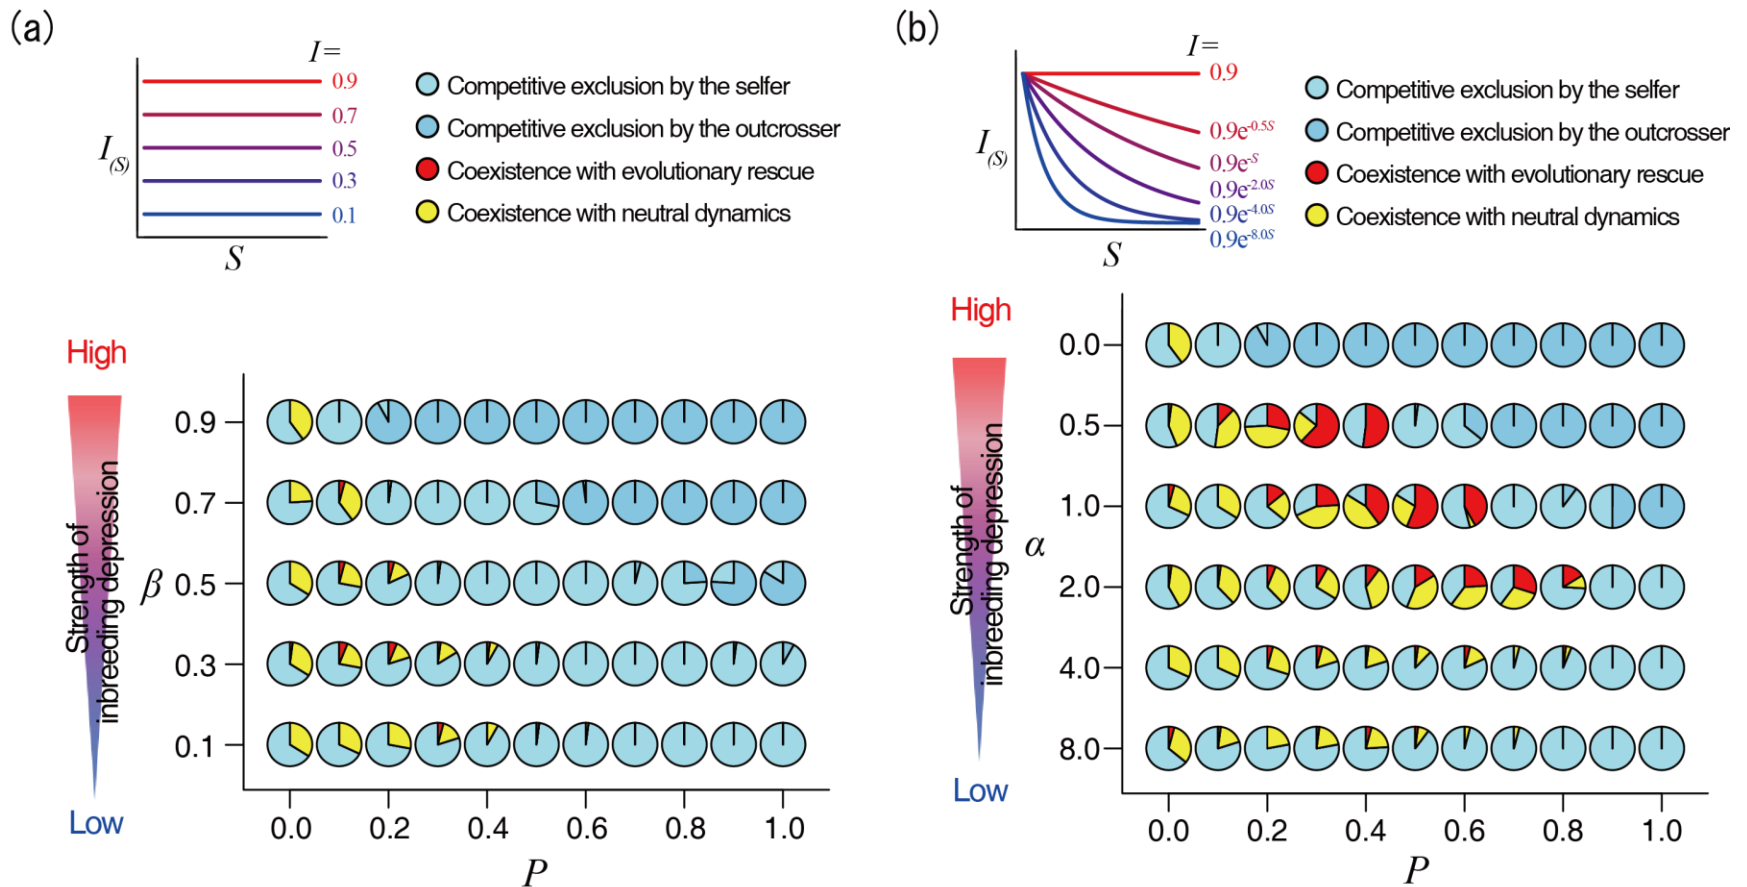 (a)
I=
0.9
0.7
0.5
0.3
0.1
I(S)
S
Competitive exclusion by the selfer
Competitive exclusion by the outcrosser
Coexistence with evolutionary rescue
Coexistence with neutral dynamics
High
Strength of
inbreeding depression
Low
β
0.9
0.7
0.5
0.3
0.1
0.0 0.2 0.4 0.6 0.8 1.0
P
(b)
I=
0.9
0.9e-0.5S
0.9e-S
0.9e-2.0S
0.9e-4.0S
0.9e-8.0S
I(S)
S
Competitive exclusion by the selfer
Competitive exclusion by the outcrosser
Coexistence with evolutionary rescue
Coexistence with neutral dynamics
High
Strength of
inbreeding depression
Low
α
0.0
0.5
1.0
2.0
4.0
8.0
0.0 0.2 0.4 0.6 0.8 1.0
P